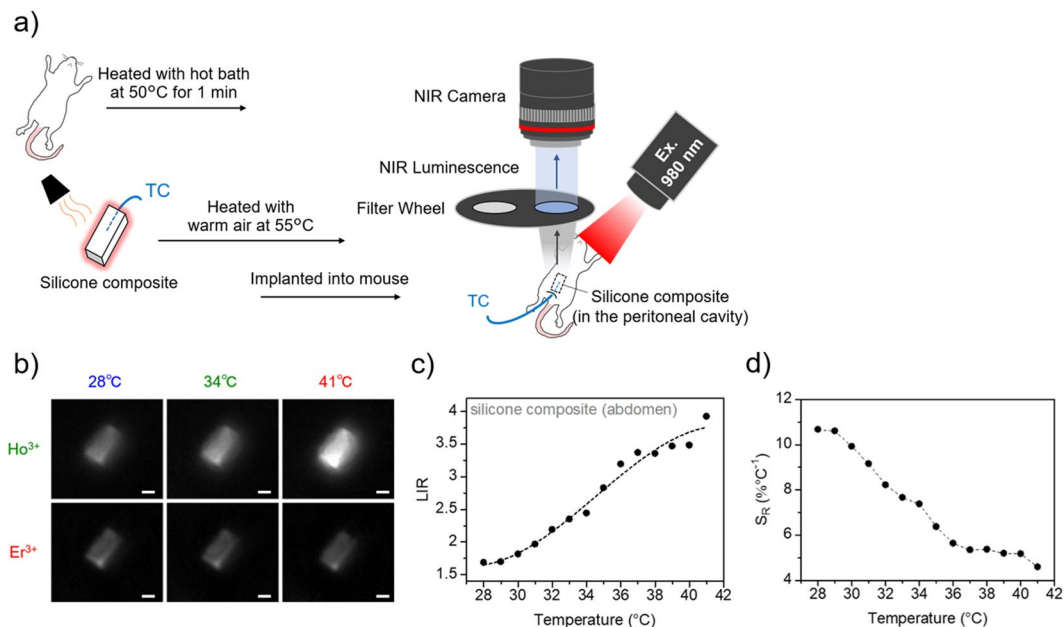 a)
Heated with hot bath
at 50°C for 1 min
TC
Silicone composite
Heated with
warm air at 55°C
Implanted into mouse
NIR Camera
NIR Luminescence
Filter Wheel
Ex.
980 nm
TC
Silicone composite
(in the peritoneal cavity)
b)
28°C 34°C 41°C
Ho³⁺
Er³⁺
c)
silicone composite (abdomen)
LIR
4
3.5
3
2.5
2
1.5
28 30 32 34 36 38 40 42
Temperature (°C)
d)
S_R (%°C⁻¹)
12
10
8
6
4
28 30 32 34 36 38 40 42
Temperature (°C)